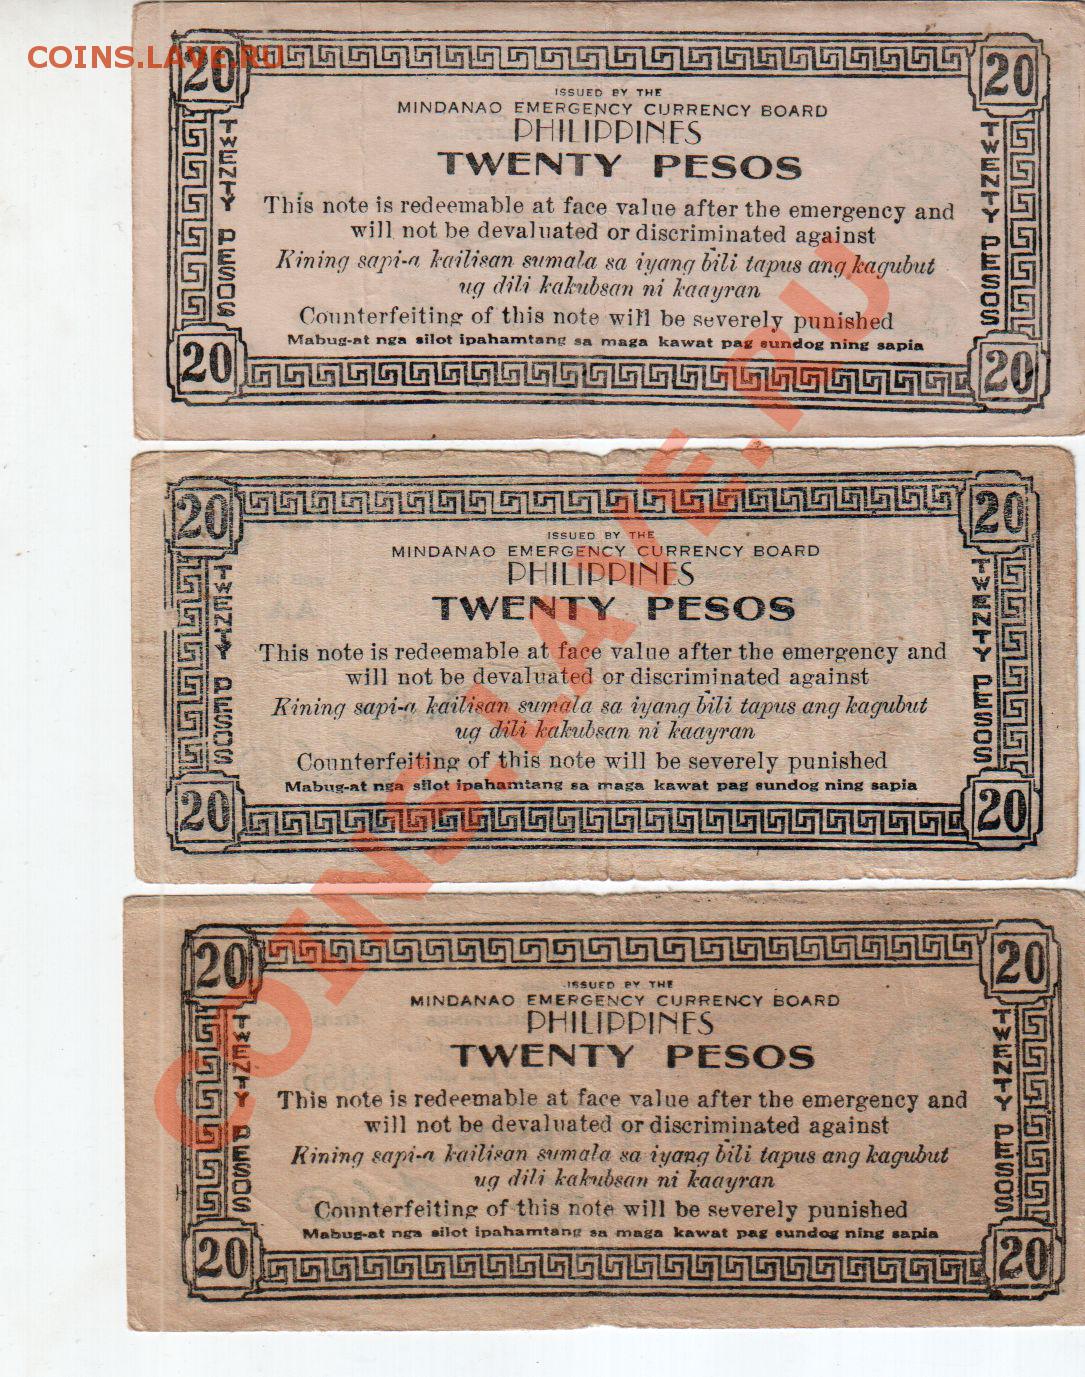 COINS.LAVE.RU
20 20
ISSUED BY THE
MINDANAO EMERGENCY CURRENCY BOARD
PHILIPPINES
TWENTY PESOS
TWENTY PESOS
TWENTY PESOS
This note is redeemable at face value after the emergency and
will not be devaluated or discriminated against
Kining sapi-a kailisan sumala sa iyang bili tapus ang kagubut
ug dili kakubsan ni kaayran
Counterfeiting of this note will be severely punished
Mabug-at nga silot ipahamtang sa maga kawat pag sundog ning sapia
20 20
20 20
ISSUED BY THE
MINDANAO EMERGENCY CURRENCY BOARD
PHILIPPINES
TWENTY PESOS
TWENTY PESOS
TWENTY PESOS
This note is redeemable at face value after the emergency and
will not be devaluated or discriminated against
Kining sapi-a kailisan sumala sa iyang bili tapus ang kagubut
ug dili kakubsan ni kaayran
Counterfeiting of this note will be severely punished
Mabug-at nga silot ipahamtang sa maga kawat pag sundog ning sapia
20 20
COINS.LAVE.RU
20 20
ISSUED BY THE
MINDANAO EMERGENCY CURRENCY BOARD
PHILIPPINES
TWENTY PESOS
TWENTY PESOS
TWENTY PESOS
This note is redeemable at face value after the emergency and
will not be devaluated or discriminated against
Kining sapi-a kailisan sumala sa iyang bili tapus ang kagubut
ug dili kakubsan ni kaayran
Counterfeiting of this note will be severely punished
Mabug-at nga silot ipahamtang sa maga kawat pag sundog ning sapia
20 20